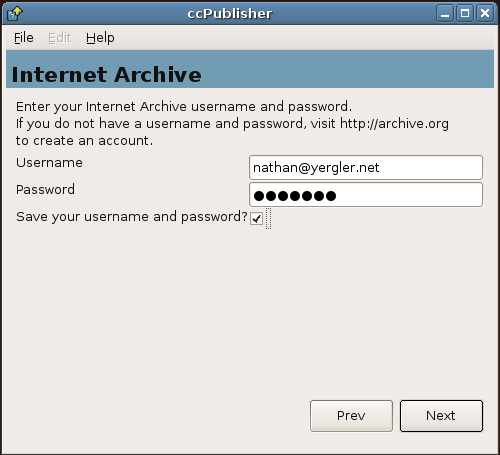 ccPublisher
File Edit Help
Internet Archive
Enter your Internet Archive username and password.
If you do not have a username and password, visit http://archive.org
to create an account.
Username nathan@yergler.net
Password ●●●●●●●
Save your username and password?
Prev Next